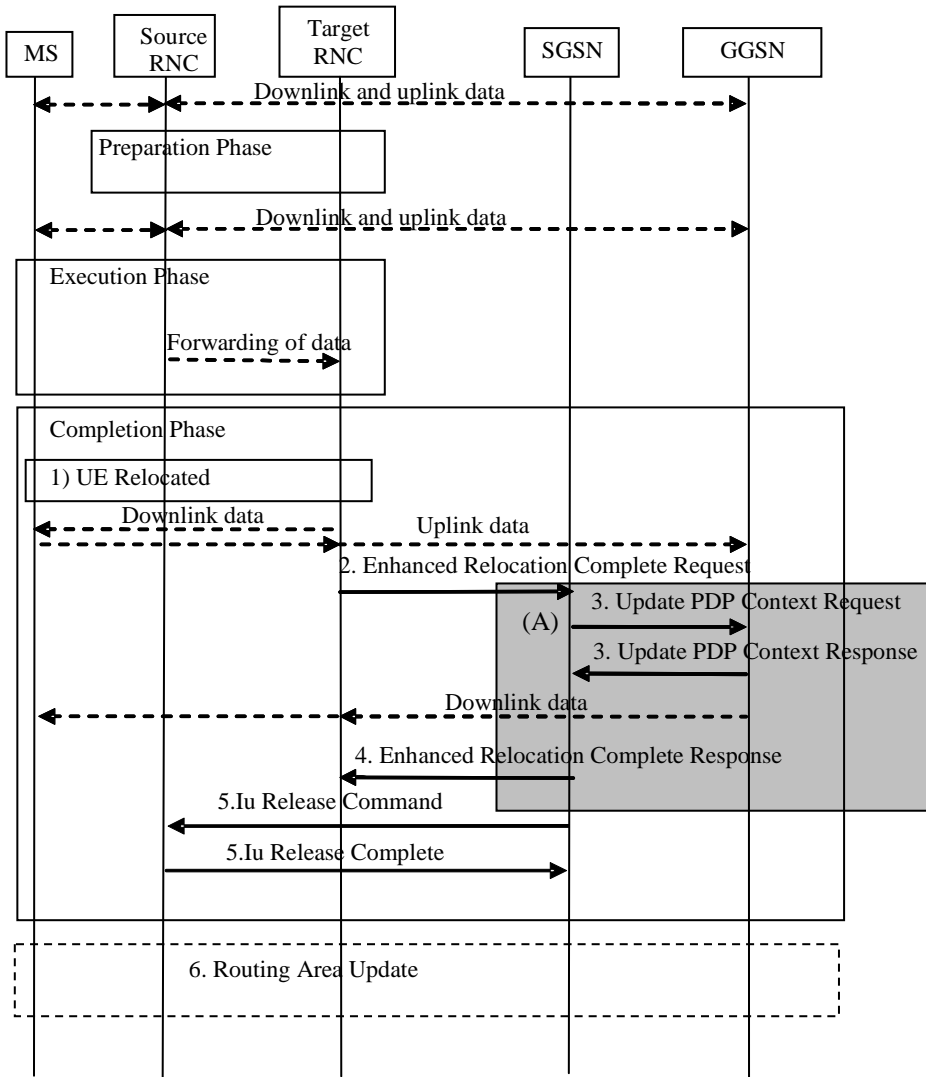 MS
Source
RNC
Target
RNC
SGSN
GGSN
Downlink and uplink data
Preparation Phase
Downlink and uplink data
Execution Phase
Forwarding of data
Completion Phase
1) UE Relocated
Downlink data
Uplink data
2. Enhanced Relocation Complete Request
(A)
3. Update PDP Context Request
3. Update PDP Context Response
Downlink data
4. Enhanced Relocation Complete Response
5.Iu Release Command
5.Iu Release Complete
6. Routing Area Update